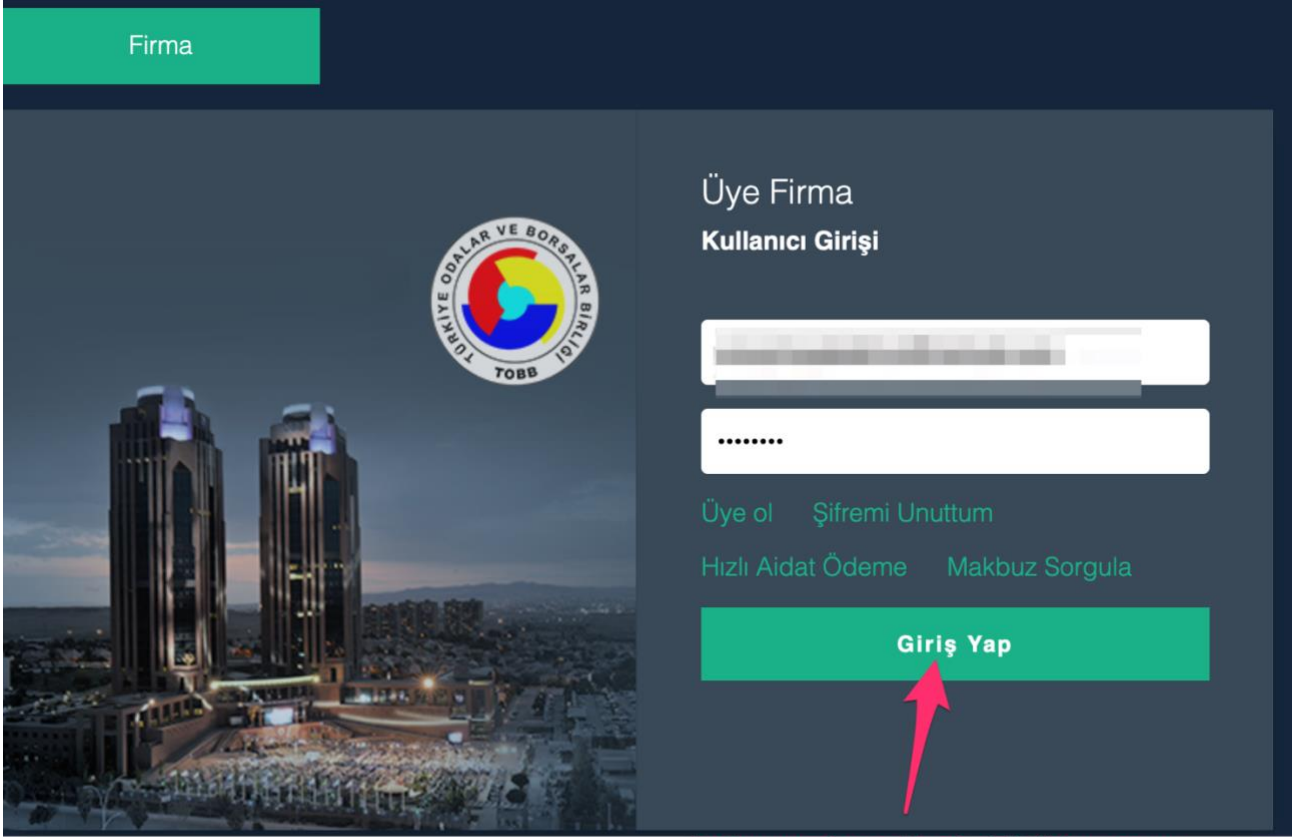 Firma
TÜRKİYE ODALAR VE BORSALAR BİRLİĞİ
TOBB
Üye Firma
Kullanıcı Girişi
••••••••
Üye ol Şifremi Unuttum
Hızlı Aidat Ödeme Makbuz Sorgula
Giriş Yap